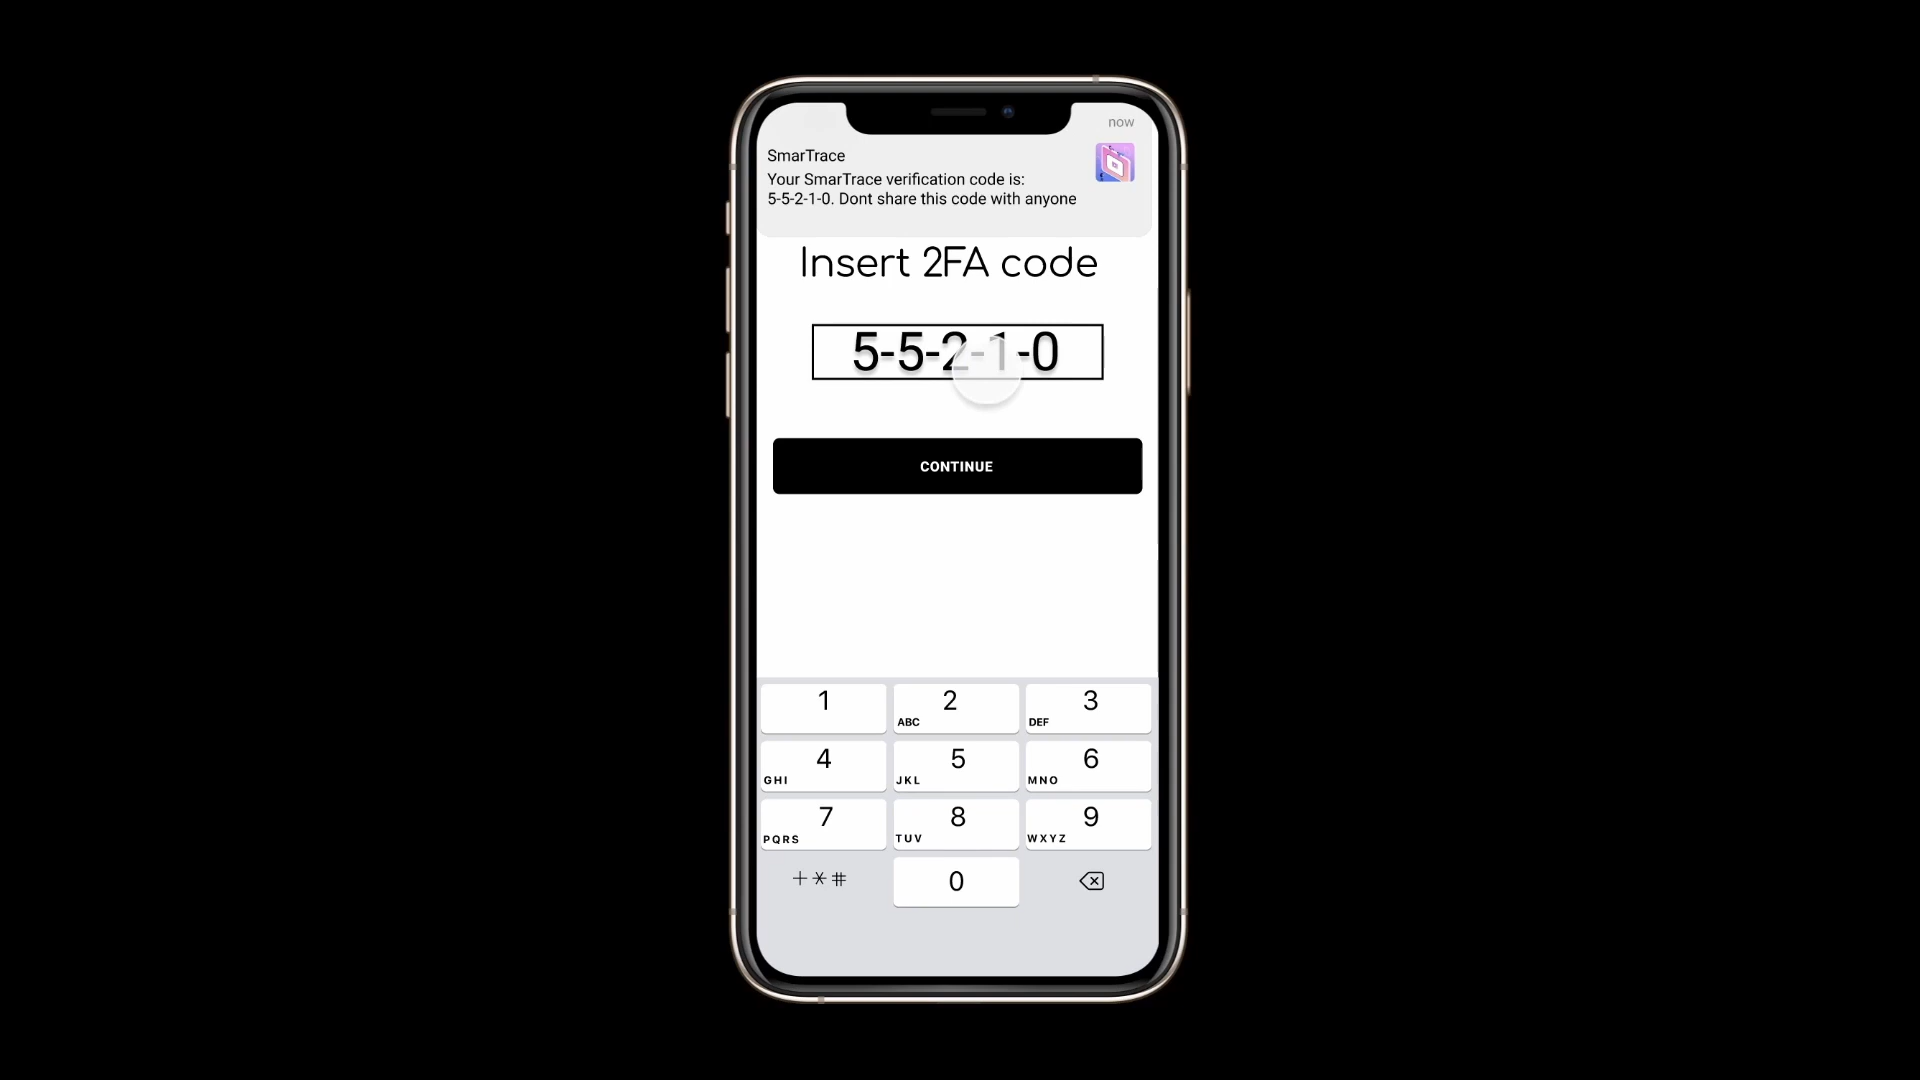 now
SmarTrace
Your SmarTrace verification code is:
5-5-2-1-0. Dont share this code with anyone
Insert 2FA code
5-5-2-1-0
CONTINUE
1
2
ABC
3
DEF
4
GHI
5
JKL
6
MNO
7
PQRS
8
TUV
9
WXYZ
+*#
0